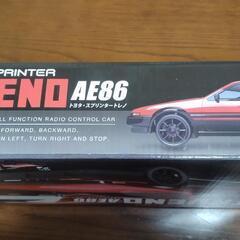 PRINTER
ENO AE86
トヨタ・スプリンタートレノ
LL FUNCTION RADIO CONTROL CAR
FORWARD, BACKWARD,
N LEFT, TURN RIGHT AND STOP.